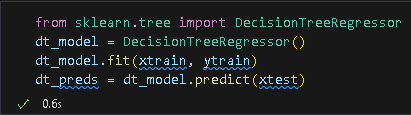 from sklearn.tree import DecisionTreeRegressor
dt_model = DecisionTreeRegressor()
dt_model.fit(xtrain, ytrain)
dt_preds = dt_model.predict(xtest)
✓ 0.6s